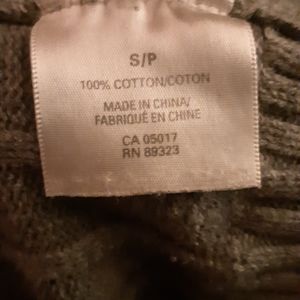 S/P
100% COTTON/COTON
MADE IN CHINA/
FABRIQUÉ EN CHINE
CA 05017
RN 89323